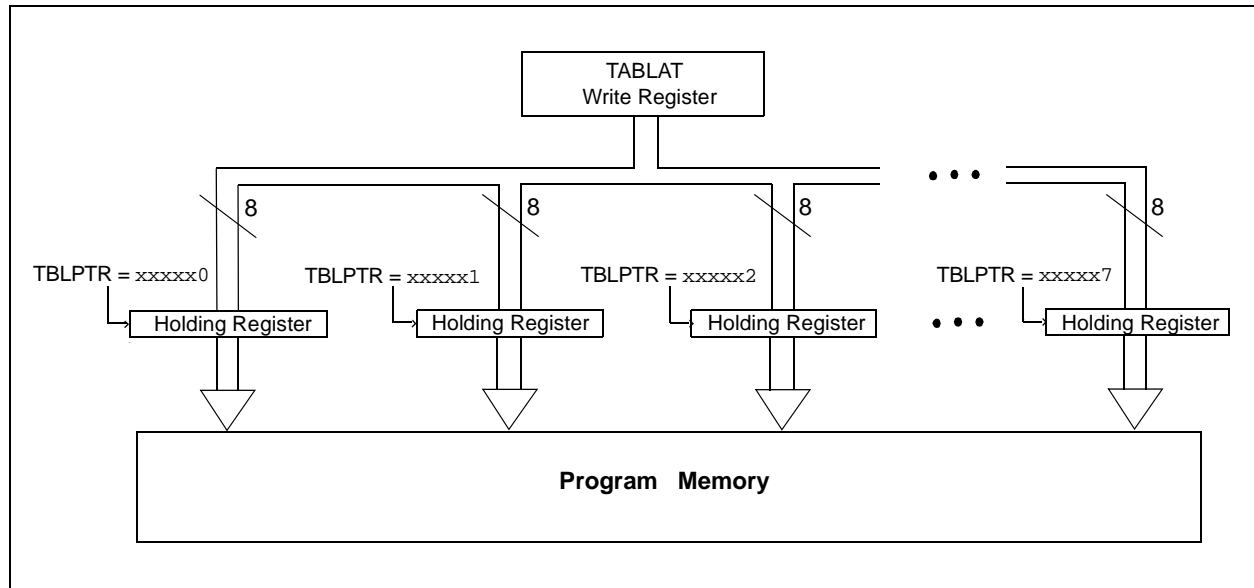 TABLAT
Write Register
• • •
8
8
8
8
TBLPTR = xxxxx0
TBLPTR = xxxxx1
TBLPTR = xxxxx2
TBLPTR = xxxxx7
Holding Register
Holding Register
Holding Register
• • •
Holding Register
Program Memory